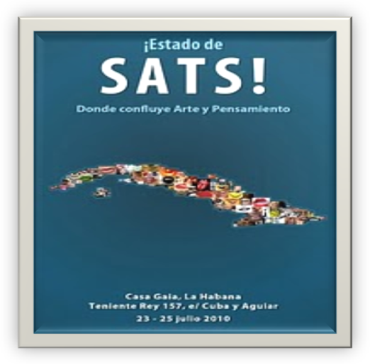 ¡Estado de
SATS!
Donde confluye Arte y Pensamiento
Casa Gaia, La Habana
Teniente Rey 157, e/ Cuba y Aguiar
23 - 25 julio 2010